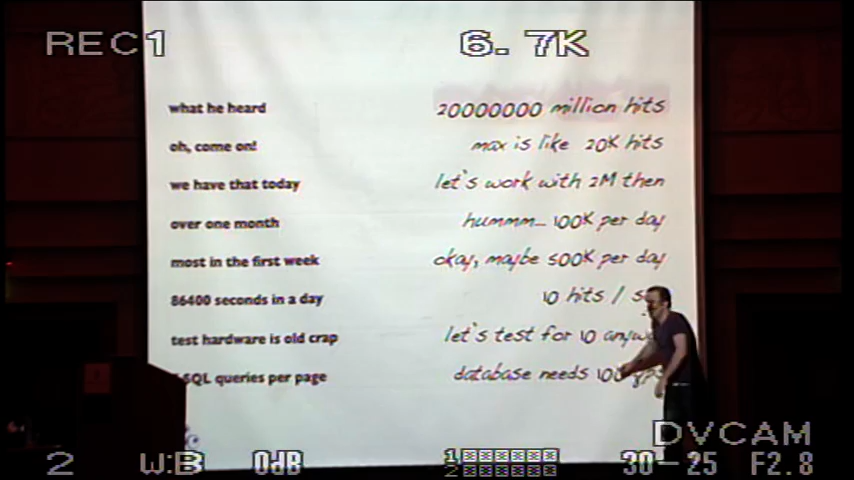 REC1 6.7K
what he heard 20000000 million hits
oh, come on! max is like 20K hits
we have that today let's work with 2M then
over one month hummm... 100K per day
most in the first week okay, maybe 500K per day
86400 seconds in a day 10 hits /
test hardware is old crap let's test for 10
SQL queries per page database needs
DVCAM
2 W:B 0dB 1 2 30-25 F2.8